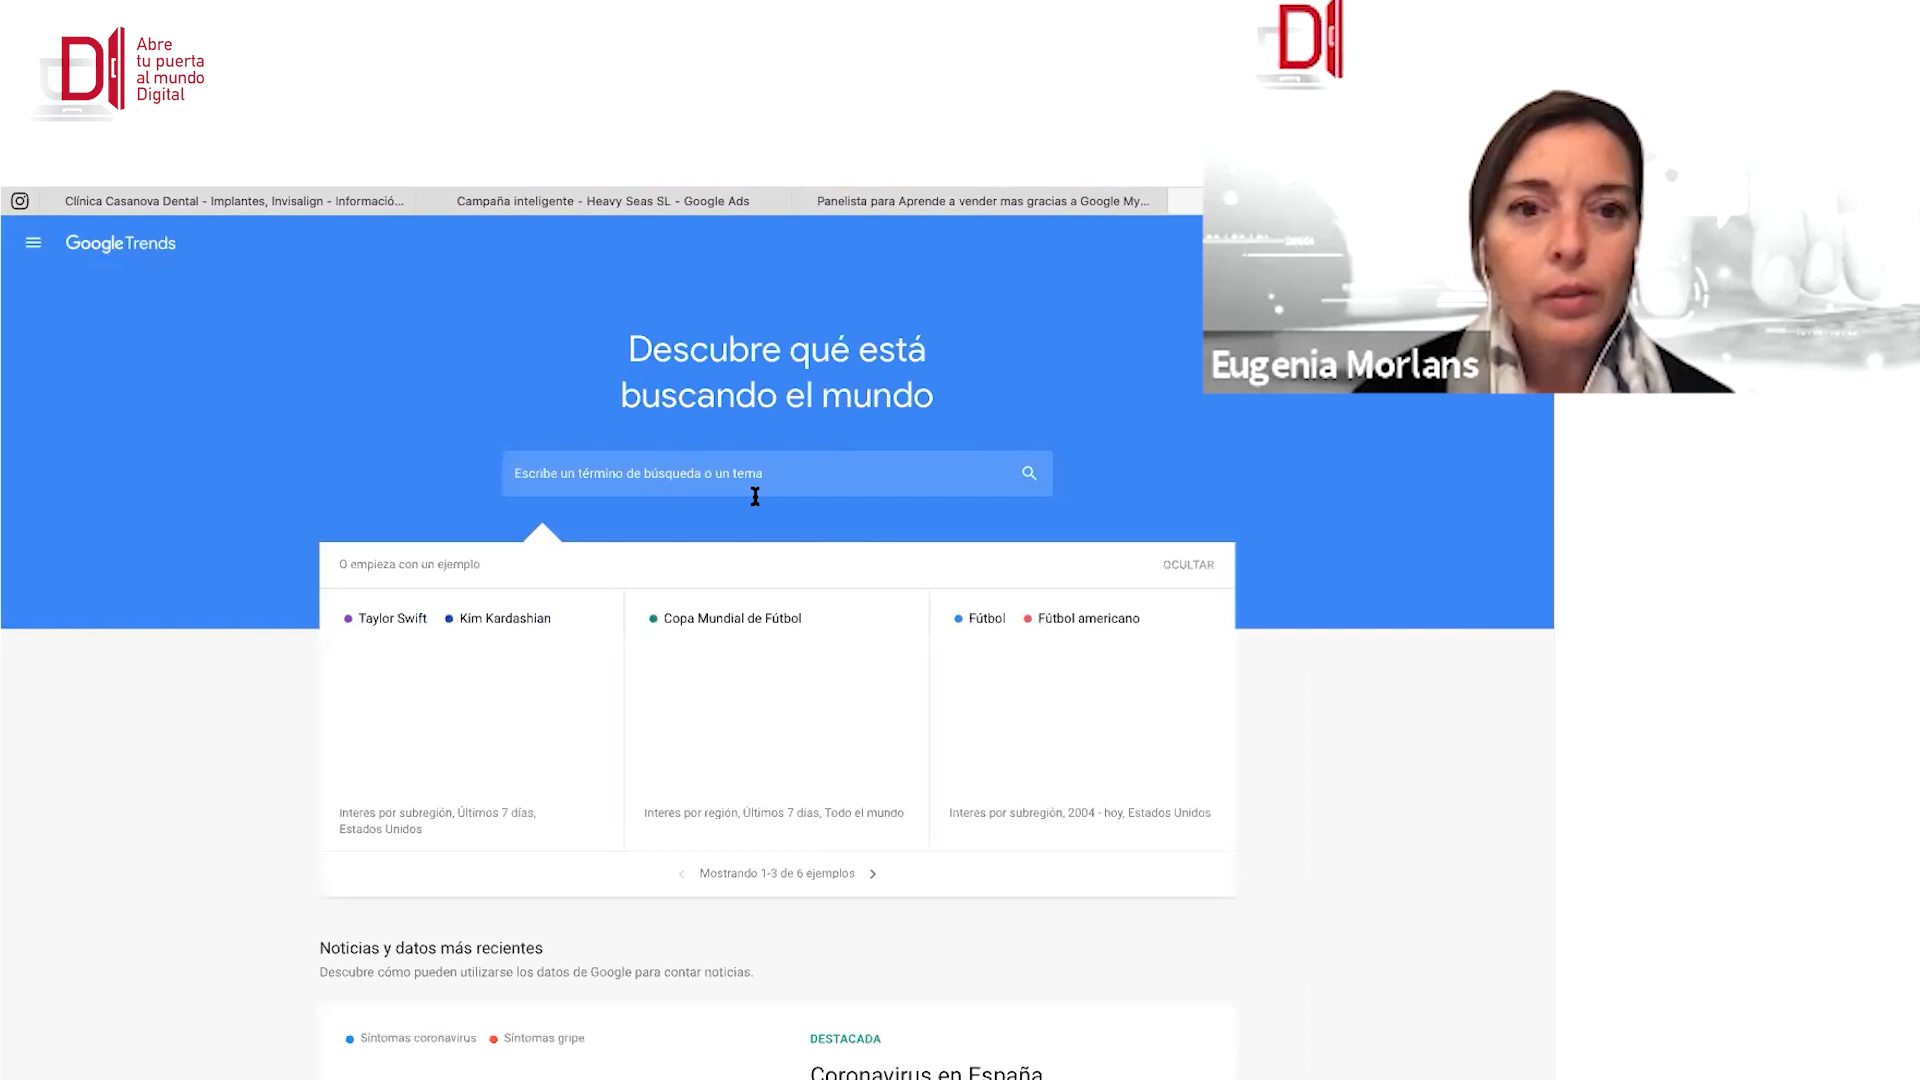 Abre
tu puerta
al mundo
Digital
Clínica Casanova Dental - Implantes, Invisalign - Informació...
Campaña inteligente - Heavy Seas SL - Google Ads
Panelista para Aprende a vender mas gracias a Google My...
Google Trends
Eugenia Morlans
Descubre qué está
buscando el mundo
Escribe un término de búsqueda o un tema
O empieza con un ejemplo
OCULTAR
Taylor Swift
Kim Kardashian
Copa Mundial de Fútbol
Fútbol
Fútbol americano
Interés por subregión, Últimos 7 días,
Estados Unidos
Interés por región, Últimos 7 días, Todo el mundo
Interés por subregión, 2004 - hoy, Estados Unidos
Mostrando 1-3 de 6 ejemplos
Noticias y datos más recientes
Descubre cómo pueden utilizarse los datos de Google para contar noticias.
Síntomas coronavirus
Síntomas gripe
DESTACADA
Coronavirus en España